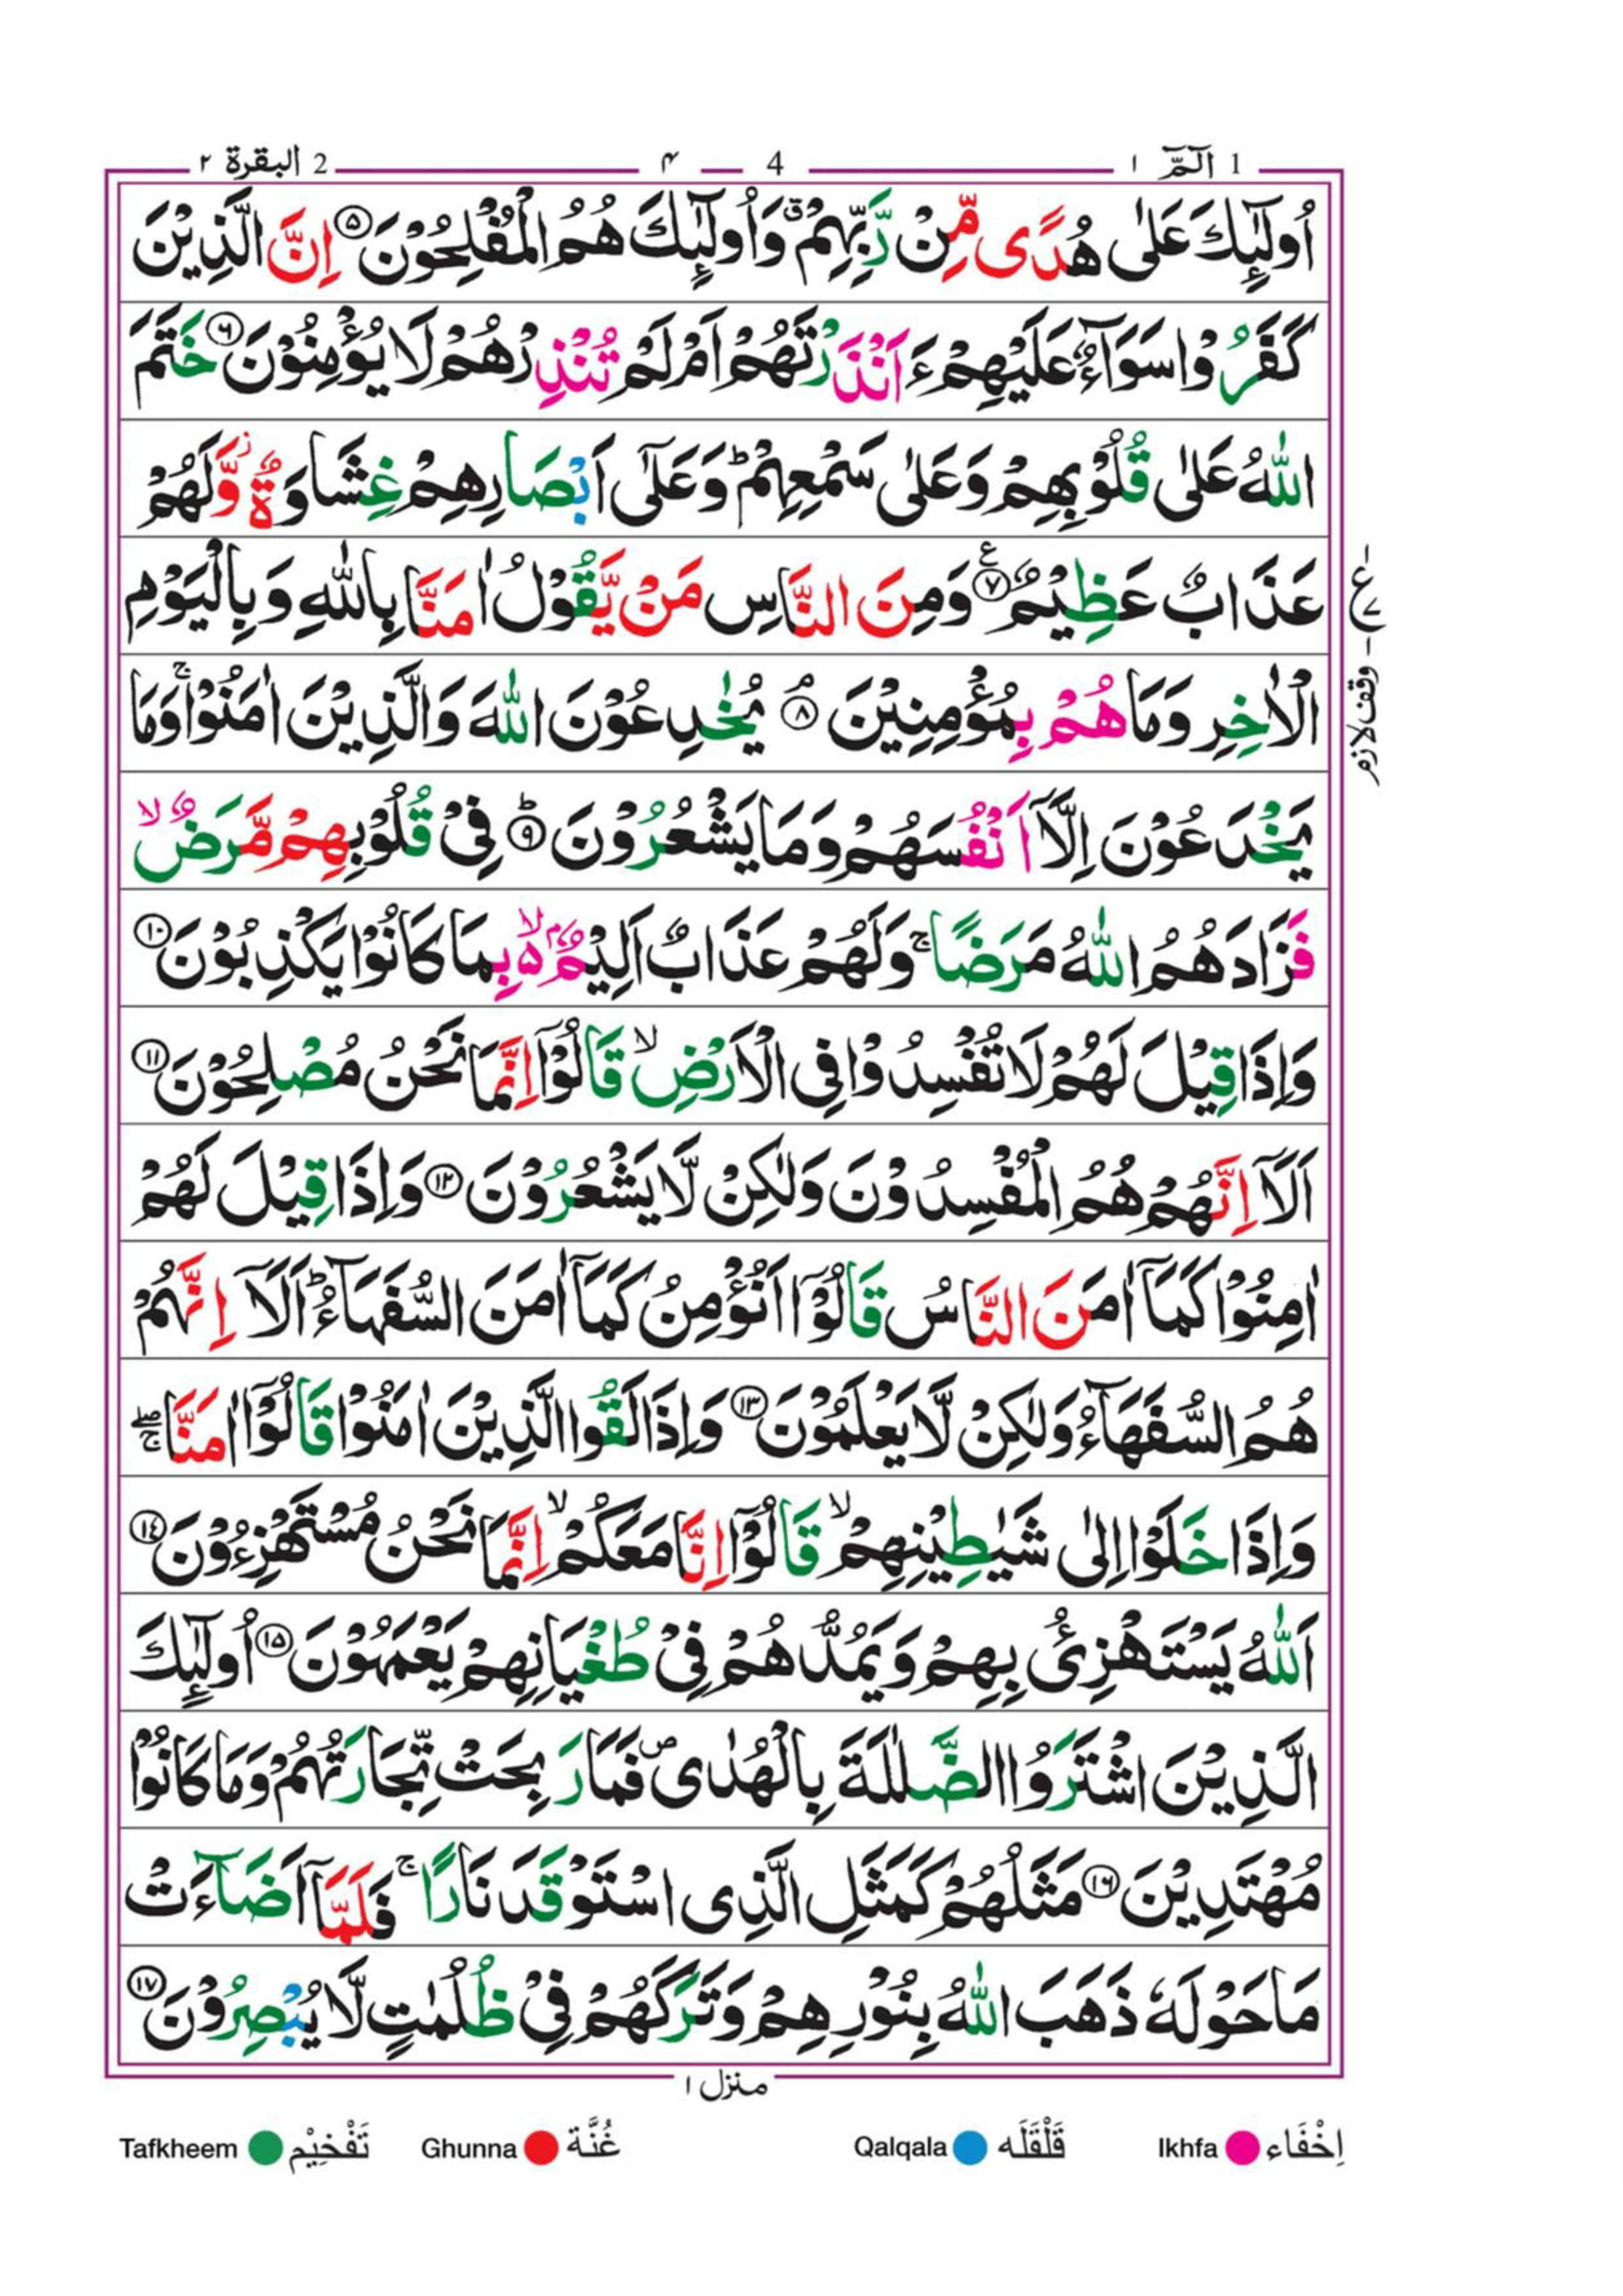 1 الٓمّٓ ١ 4 ٤ 2 البقرة ٢
اُولٰٓئِكَ عَلٰى هُدًى مِّنْ رَّبِّهِمْ ۗ وَاُولٰٓئِكَ هُمُ الْمُفْلِحُوْنَ ۝٥ اِنَّ الَّذِيْنَ
كَفَرُوْا سَوَآءٌ عَلَيْهِمْ ءَاَنْذَرْتَهُمْ اَمْ لَمْ تُنْذِرْهُمْ لَا يُؤْمِنُوْنَ ۝٦ خَتَمَ
اللّٰهُ عَلٰى قُلُوْبِهِمْ وَعَلٰى سَمْعِهِمْ ؕ وَعَلٰٓى اَبْصَارِهِمْ غِشَاوَةٌ ز وَّلَهُمْ
عَذَابٌ عَظِيْمٌ ۝٧ ع وَمِنَ النَّاسِ مَنْ يَّقُوْلُ اٰمَنَّا بِاللّٰهِ وَبِالْيَوْمِ
الْاٰخِرِ وَمَا هُمْ بِمُؤْمِنِيْنَ ۘ ۝٨ يُخٰدِعُوْنَ اللّٰهَ وَالَّذِيْنَ اٰمَنُوْا ۚ وَمَا
يَخْدَعُوْنَ اِلَّآ اَنْفُسَهُمْ وَمَا يَشْعُرُوْنَ ؕ ۝٩ فِيْ قُلُوْبِهِمْ مَّرَضٌ ۙ
فَزَادَهُمُ اللّٰهُ مَرَضًا ۚ وَلَهُمْ عَذَابٌ اَلِيْمٌ ۢ ۙ ۵ بِمَا كَانُوْا يَكْذِبُوْنَ ۝١٠
وَاِذَا قِيْلَ لَهُمْ لَا تُفْسِدُوْا فِى الْاَرْضِ ۙ قَالُوْٓا اِنَّمَا نَحْنُ مُصْلِحُوْنَ ۝١١
اَلَآ اِنَّهُمْ هُمُ الْمُفْسِدُوْنَ وَلٰكِنْ لَّا يَشْعُرُوْنَ ۝١٢ وَاِذَا قِيْلَ لَهُمْ
اٰمِنُوْا كَمَآ اٰمَنَ النَّاسُ قَالُوْٓا اَنُؤْمِنُ كَمَآ اٰمَنَ السُّفَهَآءُ ؕ اَلَآ اِنَّهُمْ
هُمُ السُّفَهَآءُ وَلٰكِنْ لَّا يَعْلَمُوْنَ ۝١٣ وَاِذَا لَقُوا الَّذِيْنَ اٰمَنُوْا قَالُوْٓا اٰمَنَّا ۖۚ
وَاِذَا خَلَوْا اِلٰى شَيٰطِيْنِهِمْ ۙ قَالُوْٓا اِنَّا مَعَكُمْ ۙ اِنَّمَا نَحْنُ مُسْتَهْزِءُوْنَ ۝١٤
اَللّٰهُ يَسْتَهْزِئُ بِهِمْ وَيَمُدُّهُمْ فِيْ طُغْيَانِهِمْ يَعْمَهُوْنَ ۝١٥ اُولٰٓئِكَ
الَّذِيْنَ اشْتَرَوُا الضَّلٰلَةَ بِالْهُدٰى ص فَمَا رَبِحَتْ تِّجَارَتُهُمْ وَمَا كَانُوْا
مُهْتَدِيْنَ ۝١٦ مَثَلُهُمْ كَمَثَلِ الَّذِى اسْتَوْقَدَ نَارًا ۚ فَلَمَّآ اَضَآءَتْ
مَا حَوْلَهٗ ذَهَبَ اللّٰهُ بِنُوْرِهِمْ وَتَرَكَهُمْ فِيْ ظُلُمٰتٍ لَّا يُبْصِرُوْنَ ۝١٧
ع
وقف لازم
منزل ١
Tafkheem تَفْخِيْم Ghunna غُنَّة Qalqala قَلْقَلَه Ikhfa اِخْفَاء